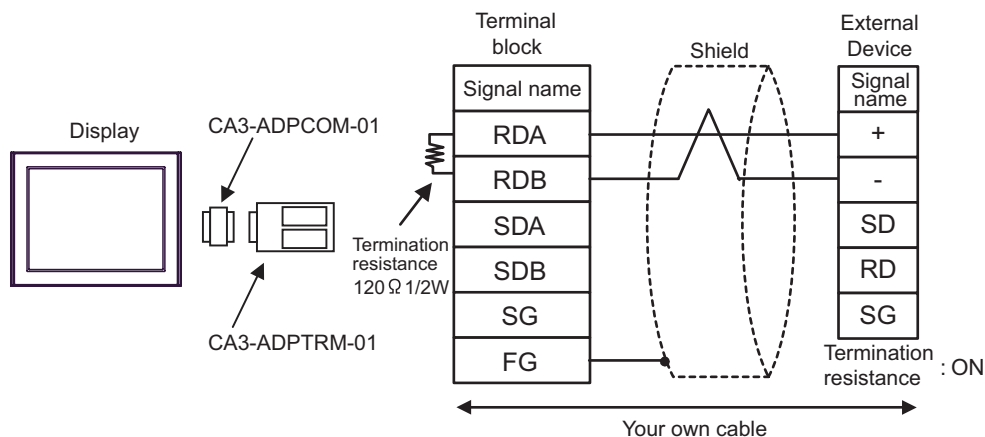 Display
CA3-ADPCOM-01
CA3-ADPTRM-01
Termination
resistance
120Ω 1/2W
Terminal
block
Signal name
RDA
RDB
SDA
SDB
SG
FG
Shield
External
Device
Signal
name
+
-
SD
RD
SG
Termination
resistance : ON
Your own cable